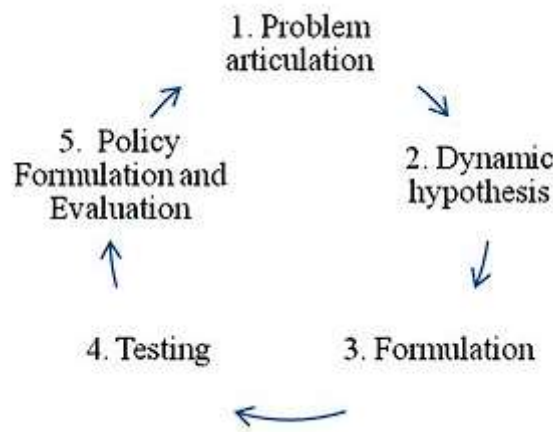 1. Problem
articulation
2. Dynamic
hypothesis
3. Formulation
4. Testing
5. Policy
Formulation and
Evaluation